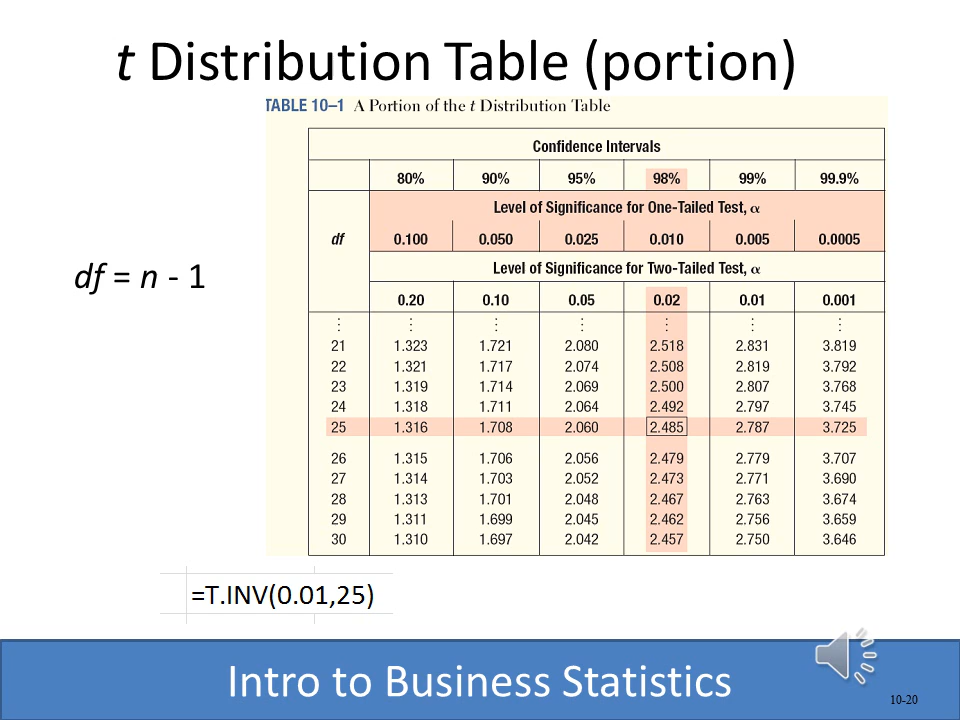 t Distribution Table (portion)
TABLE 10–1 A Portion of the t Distribution Table
Confidence Intervals
80% 90% 95% 98% 99% 99.9%
Level of Significance for One-Tailed Test, α
df 0.100 0.050 0.025 0.010 0.005 0.0005
Level of Significance for Two-Tailed Test, α
0.20 0.10 0.05 0.02 0.01 0.001
⋮ ⋮ ⋮ ⋮ ⋮ ⋮ ⋮
21 1.323 1.721 2.080 2.518 2.831 3.819
22 1.321 1.717 2.074 2.508 2.819 3.792
23 1.319 1.714 2.069 2.500 2.807 3.768
24 1.318 1.711 2.064 2.492 2.797 3.745
25 1.316 1.708 2.060 2.485 2.787 3.725
26 1.315 1.706 2.056 2.479 2.779 3.707
27 1.314 1.703 2.052 2.473 2.771 3.690
28 1.313 1.701 2.048 2.467 2.763 3.674
29 1.311 1.699 2.045 2.462 2.756 3.659
30 1.310 1.697 2.042 2.457 2.750 3.646
df = n - 1
=T.INV(0.01,25)
Intro to Business Statistics
10-20